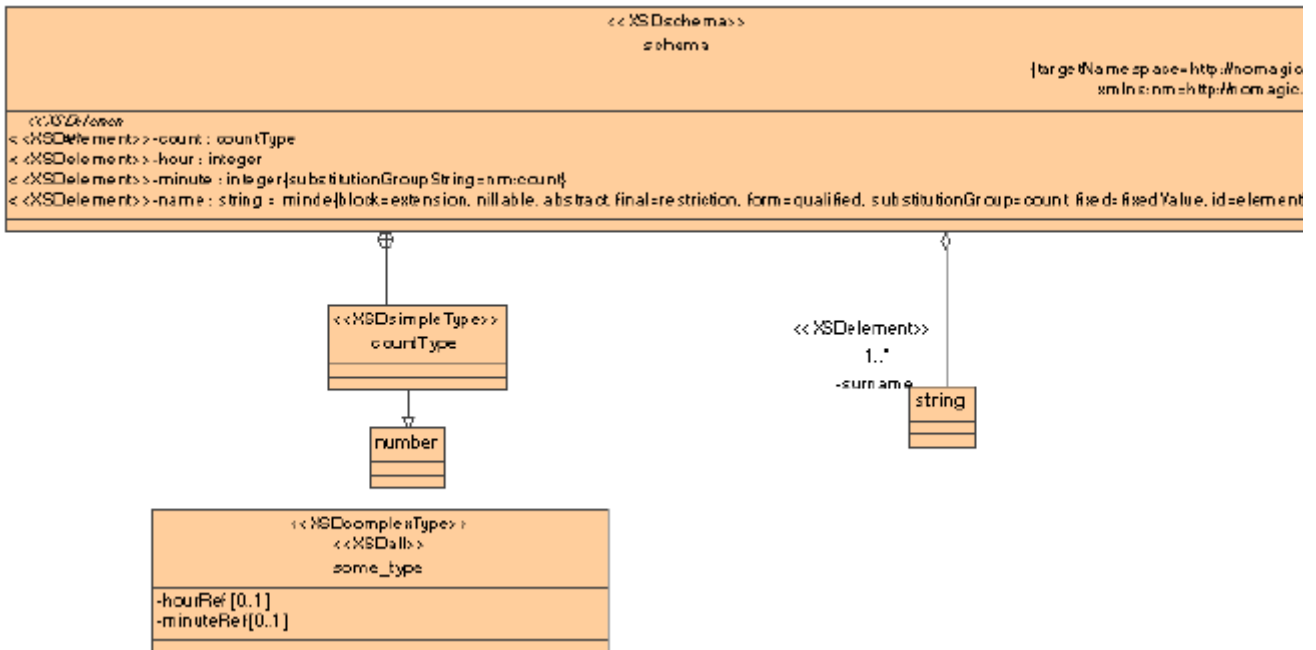 <<XSDschema>>
schema
{targetNamespace=http://nomagic
xmlns:nm=http://nomagic.
<<XSDelement>>-count : countType
<<XSDelement>>-hour : integer
<<XSDelement>>-minute : integer{substitutionGroupString=nm:count}
<<XSDelement>>-name : string = minde{block=extension, nillable, abstract, final=restriction, form=qualified, substitutionGroup=count, fixed=fixedValue, id=element
<<XSDsimpleType>>
countType
<<XSDelement>>
1..*
-surname
string
number
<<XSDcomplexType>>
<<XSDall>>
some_type
-hourRef [0..1]
-minuteRef[0..1]